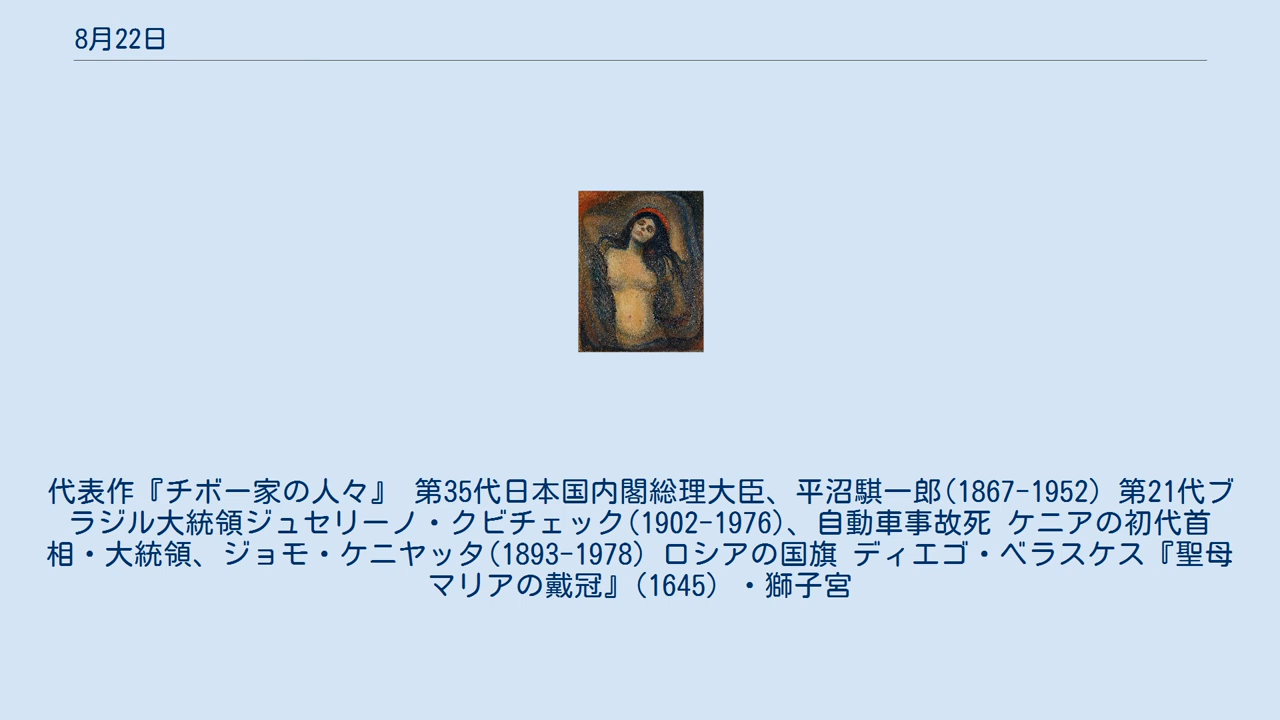 8月22日
代表作『チボー家の人々』 第35代日本国内閣総理大臣、平沼騏一郎(1867-1952) 第21代ブ
ラジル大統領ジュセリーノ・クビチェック(1902-1976)、自動車事故死 ケニアの初代首
相・大統領、ジョモ・ケニヤッタ(1893-1978) ロシアの国旗 ディエゴ・ベラスケス『聖母
マリアの戴冠』(1645) ・獅子宮